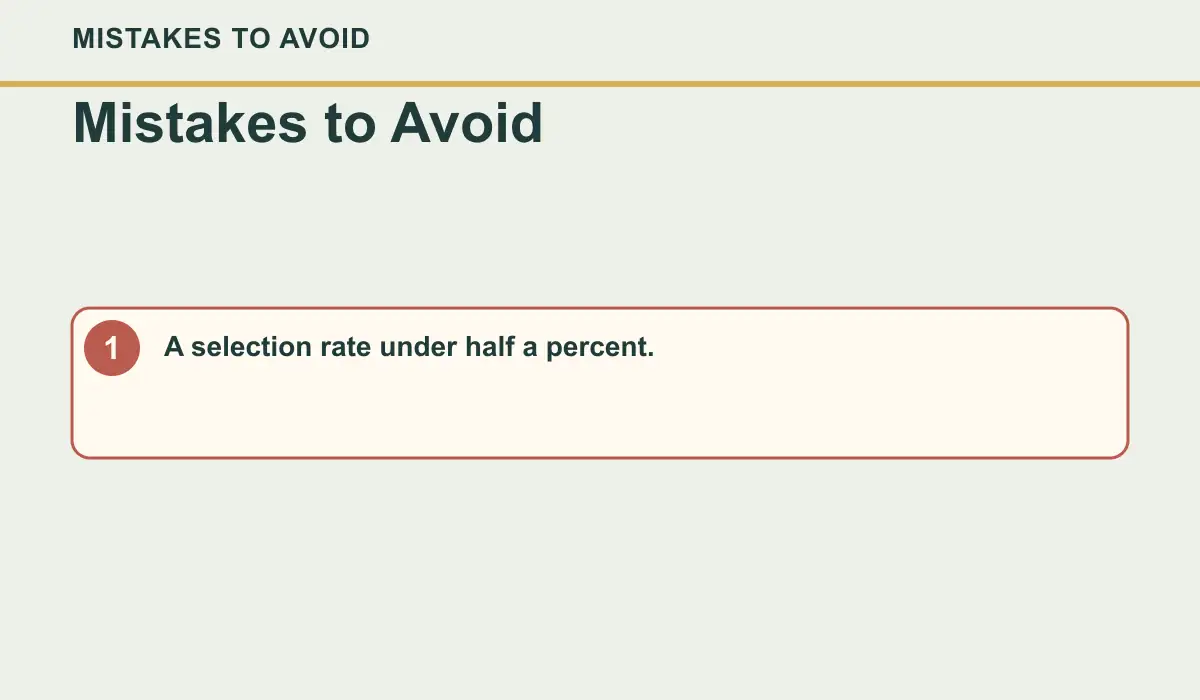 MISTAKES TO AVOID
Mistakes to Avoid
1
A selection rate under half a percent.